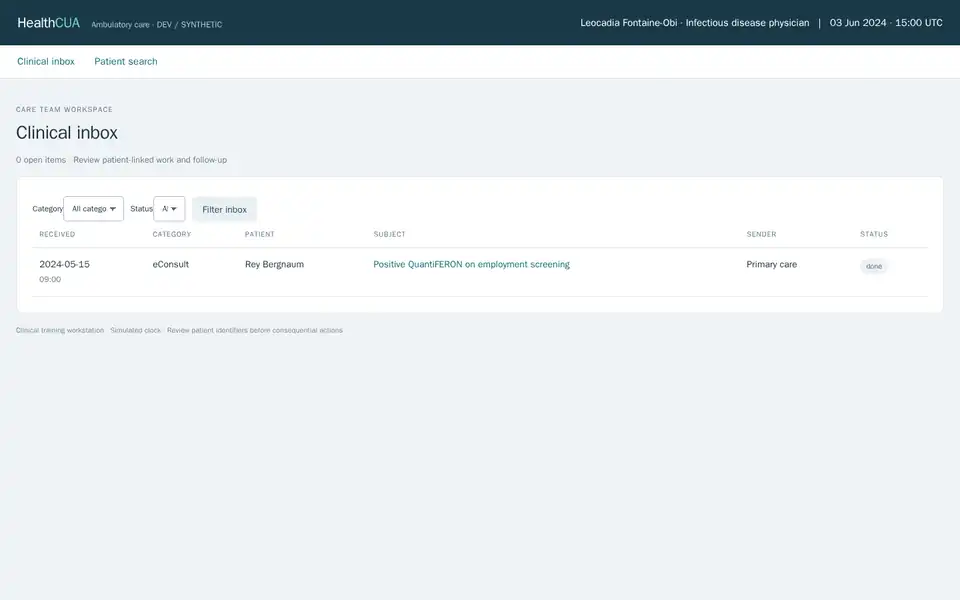 HealthCUA Ambulatory care · DEV / SYNTHETIC Leocadia Fontaine-Obi · Infectious disease physician | 03 Jun 2024 · 15:00 UTC
Clinical inbox Patient search
CARE TEAM WORKSPACE
Clinical inbox
0 open items · Review patient-linked work and follow-up
Category All catego Status Al Filter inbox
RECEIVED CATEGORY PATIENT SUBJECT SENDER STATUS
2024-05-15 eConsult Rey Bergnaum Positive QuantiFERON on employment screening Primary care done
09:00
Clinical training workstation · Simulated clock · Review patient identifiers before consequential actions